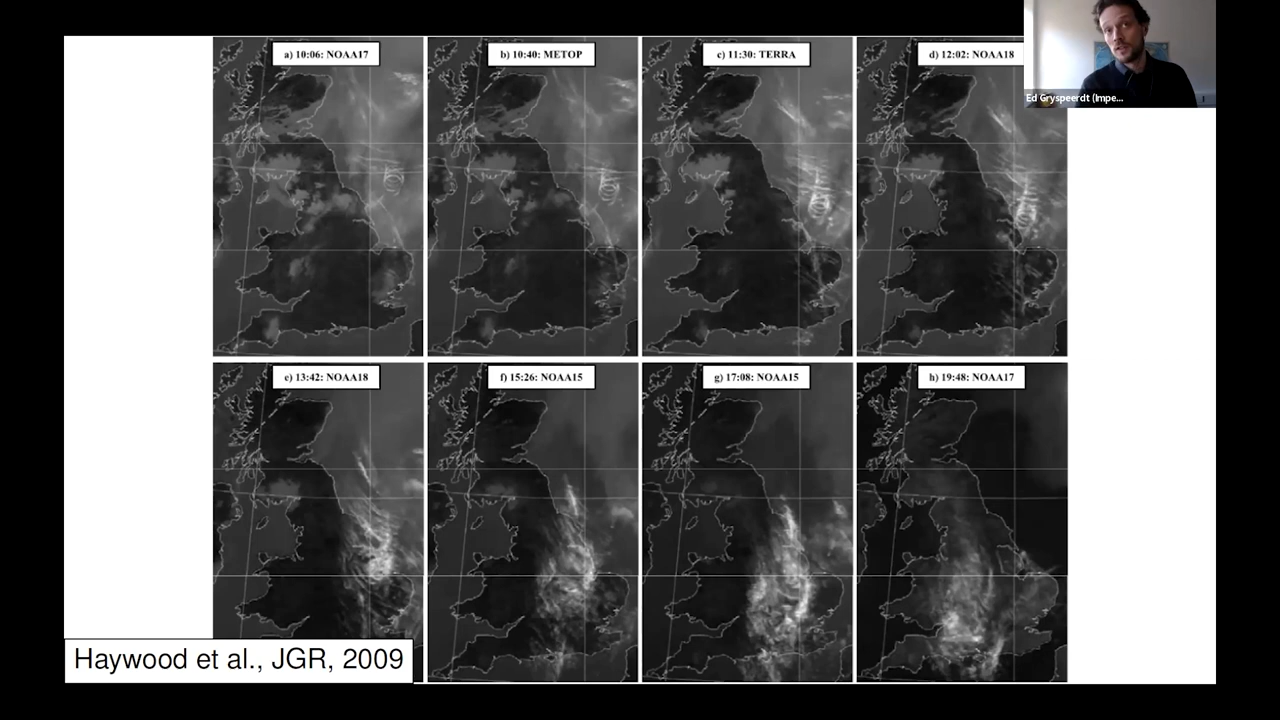 a) 10:06: NOAA17
b) 10:40: METOP
c) 11:30: TERRA
d) 12:02: NOAA18
Ed Gryspeerdt (Impe...
e) 13:42: NOAA18
f) 15:26: NOAA15
g) 17:08: NOAA15
h) 19:48: NOAA17
Haywood et al., JGR, 2009